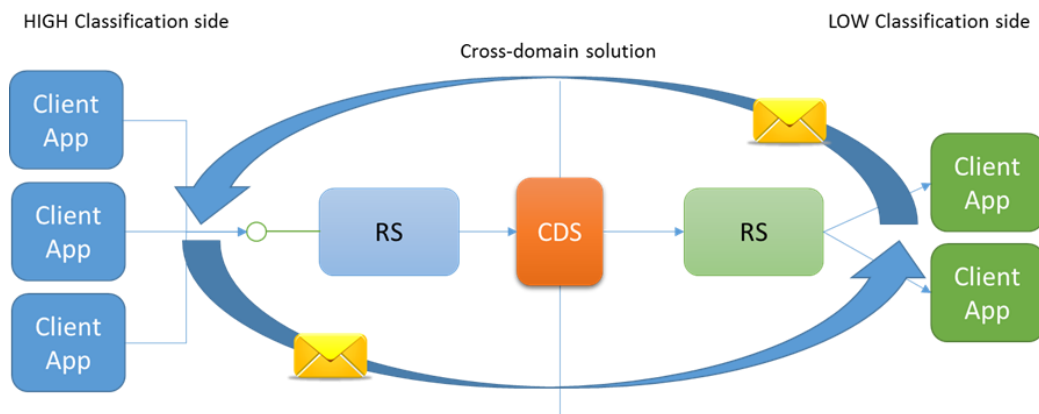 HIGH Classification side
LOW Classification side
Cross-domain solution
Client
App
Client
App
Client
App
RS
CDS
RS
Client
App
Client
App